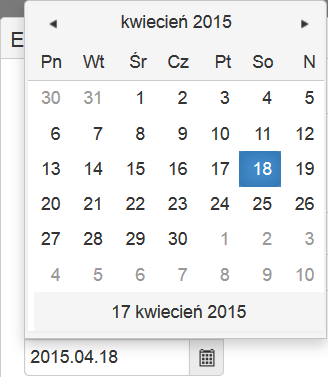 kwiecień 2015
E
Pn Wt Śr Cz Pt So N
30 31 1 2 3 4 5
6 7 8 9 10 11 12
13 14 15 16 17 18 19
20 21 22 23 24 25 26
27 28 29 30 1 2 3
4 5 6 7 8 9 10
17 kwiecień 2015
2015.04.18